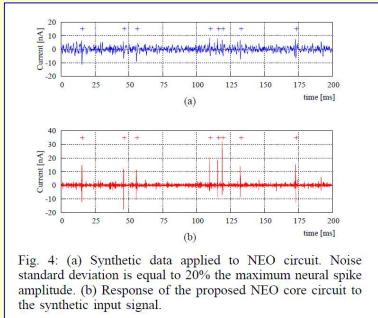 20
10
0
-10
-20
Current [nA]
0 25 50 75 100 125 150 175 200
time [ms]
(a)
40
30
20
10
0
-10
-20
Current [nA]
0 25 50 75 100 125 150 175 200
time [ms]
(b)
Fig. 4: (a) Synthetic data applied to NEO circuit. Noise
standard deviation is equal to 20% the maximum neural spike
amplitude. (b) Response of the proposed NEO core circuit to
the synthetic input signal.